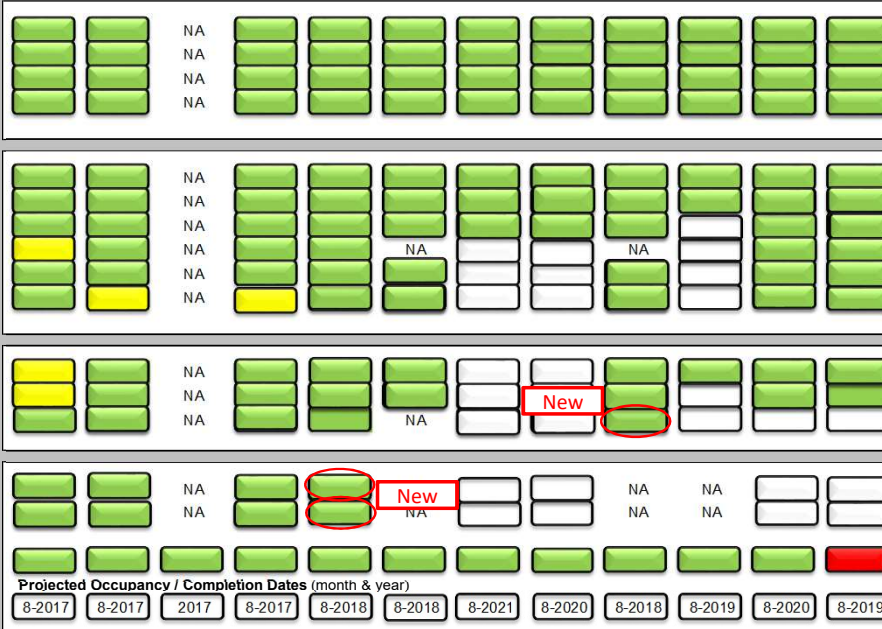 NA
NA
NA
NA
NA
NA
NA
NA NA NA
NA
NA
NA
NA New
NA NA
NA New NA NA
NA NA NA NA
Projected Occupancy / Completion Dates (month & year)
8-2017 8-2017 2017 8-2017 8-2018 8-2018 8-2021 8-2020 8-2018 8-2019 8-2020 8-2019